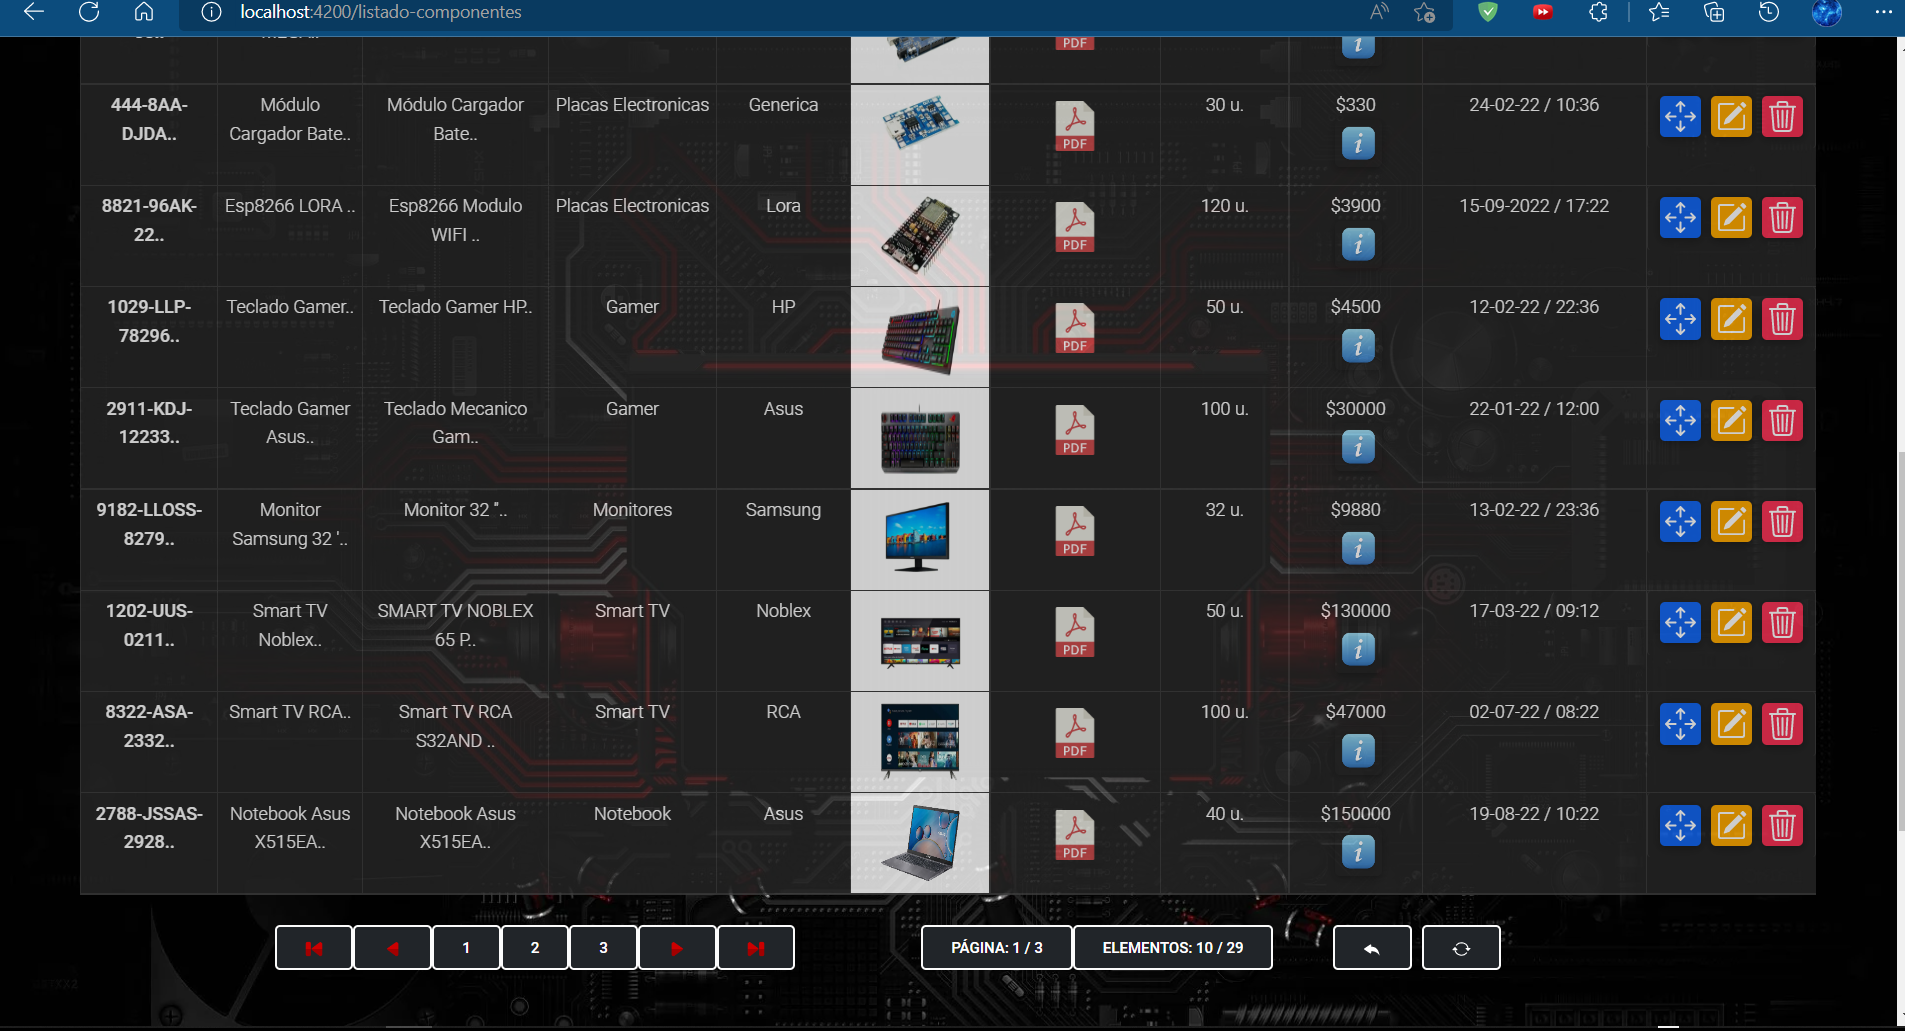 localhost:4200/listado-componentes
PDF
444-8AA-
DJDA..
Módulo
Cargador Bate..
Módulo Cargador
Bate..
Placas Electronicas
Generica
PDF
30 u.
$330
i
24-02-22 / 10:36
8821-96AK-
22..
Esp8266 LORA ..
Esp8266 Modulo
WIFI ..
Placas Electronicas
Lora
PDF
120 u.
$3900
i
15-09-2022 / 17:22
1029-LLP-
78296..
Teclado Gamer..
Teclado Gamer HP..
Gamer
HP
PDF
50 u.
$4500
i
12-02-22 / 22:36
2911-KDJ-
12233..
Teclado Gamer
Asus..
Teclado Mecanico
Gam..
Gamer
Asus
PDF
100 u.
$30000
i
22-01-22 / 12:00
9182-LLOSS-
8279..
Monitor
Samsung 32 '..
Monitor 32 ''..
Monitores
Samsung
PDF
32 u.
$9880
i
13-02-22 / 23:36
1202-UUS-
0211..
Smart TV
Noblex..
SMART TV NOBLEX
65 P..
Smart TV
Noblex
PDF
50 u.
$130000
i
17-03-22 / 09:12
8322-ASA-
2332..
Smart TV RCA..
Smart TV RCA
S32AND ..
Smart TV
RCA
PDF
100 u.
$47000
i
02-07-22 / 08:22
2788-JSSAS-
2928..
Notebook Asus
X515EA..
Notebook Asus
X515EA..
Notebook
Asus
PDF
40 u.
$150000
i
19-08-22 / 10:22
1
2
3
PÁGINA: 1 / 3
ELEMENTOS: 10 / 29